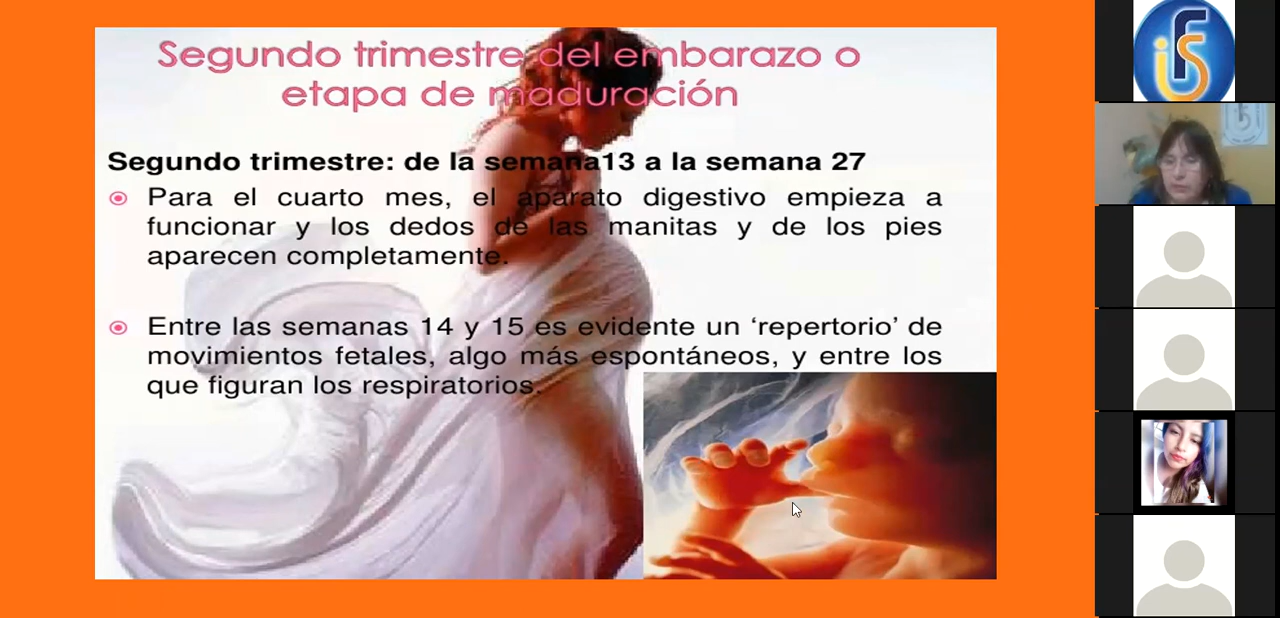 Segundo trimestre del embarazo o
etapa de maduración
Segundo trimestre: de la semana13 a la semana 27
Para el cuarto mes, el aparato digestivo empieza a
funcionar y los dedos de las manitas y de los pies
aparecen completamente.
Entre las semanas 14 y 15 es evidente un ‘repertorio’ de
movimientos fetales, algo más espontáneos, y entre los
que figuran los respiratorios.